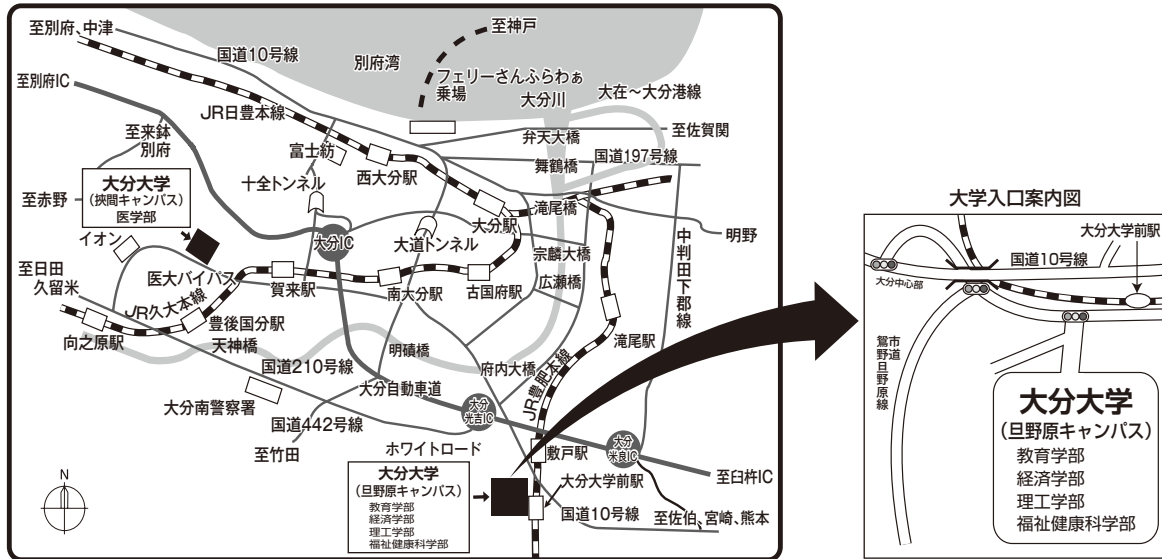 至別府、中津
国道10号線
至神戸
別府湾
至別府IC
フェリーさんふらわぁ
乗場
大分川
大在〜大分港線
JR日豊本線
至来鉢
別府
弁天大橋
至佐賀関
富士紡
舞鶴橋
国道197号線
大分大学
(挾間キャンパス)
医学部
西大分駅
十全トンネル
至赤野
大分駅
滝尾橋
イオン
大分IC
大道トンネル
明野
宗麟大橋
中判田下郡線
至日田
久留米
医大バイパス
賀来駅
南大分駅
古国府駅
広瀬橋
JR久大本線
豊後国分駅
向之原駅
天神橋
明磧橋
滝尾駅
国道210号線
府内大橋
JR豊肥本線
大分自動車道
大分南警察署
大分
光吉IC
国道442号線
至竹田
ホワイトロード
敷戸駅
大分
米良IC
至臼杵IC
大分大学
(旦野原キャンパス)
教育学部
経済学部
理工学部
福祉健康科学部
大分大学前駅
国道10号線
至佐伯、宮崎、熊本
N
大学入口案内図
大分大学前駅
国道10号線
大分中心部
市道
鴛野旦野原線
大分大学
(旦野原キャンパス)
教育学部
経済学部
理工学部
福祉健康科学部